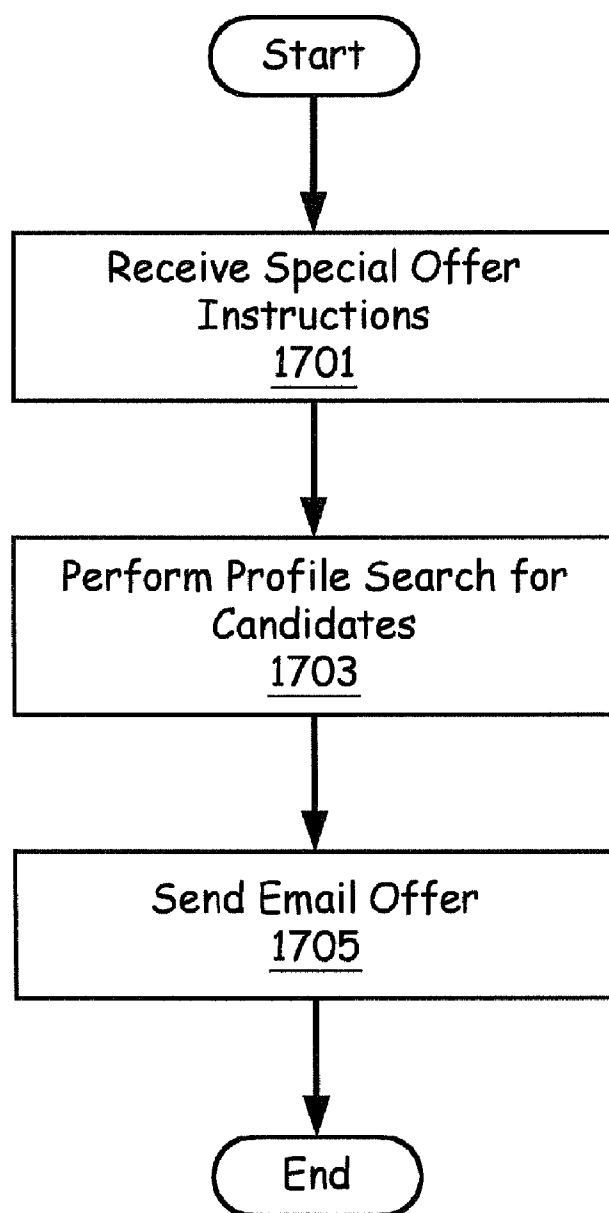 Start
Receive Special Offer
Instructions
1701
Perform Profile Search for
Candidates
1703
Send Email Offer
1705
End